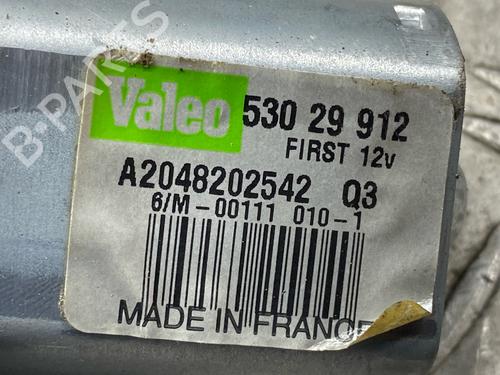 Valeo 530 29 912
FIRST 12v
A2048202542 Q3
6/M-00111 010-1
MADE IN FRANCE
B-PARTS